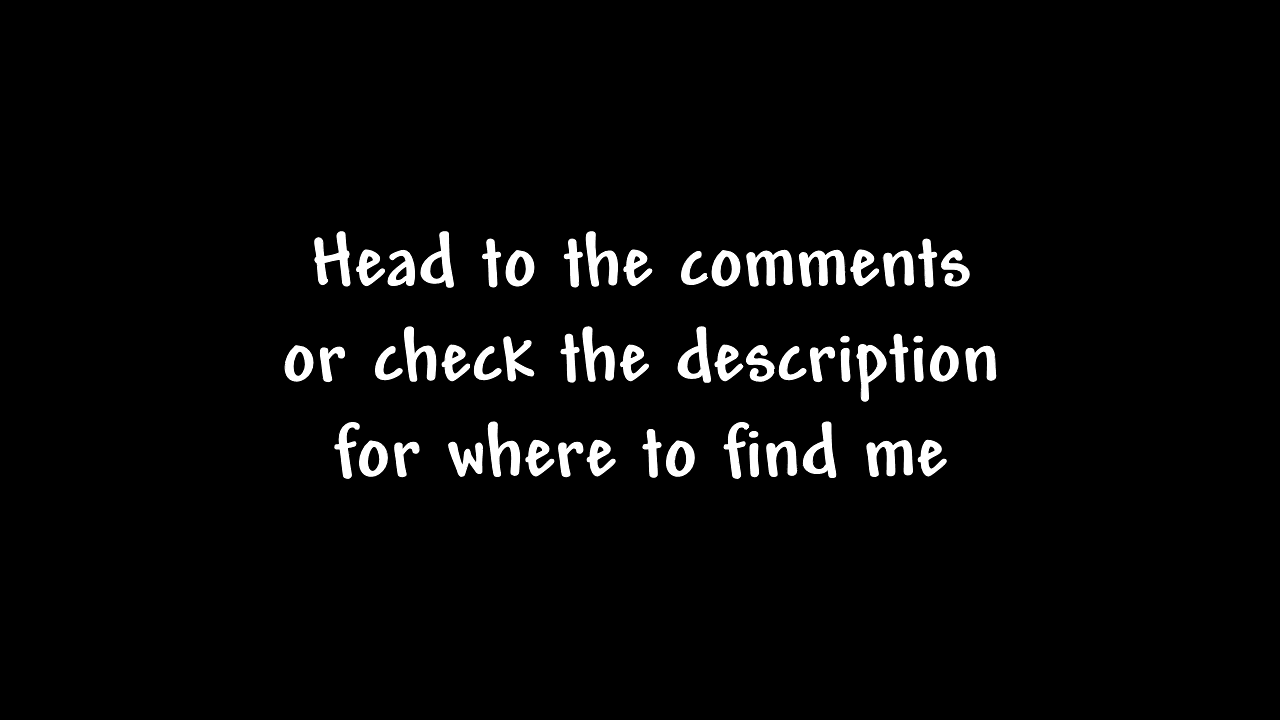 Head to the comments
or check the description
for where to find me